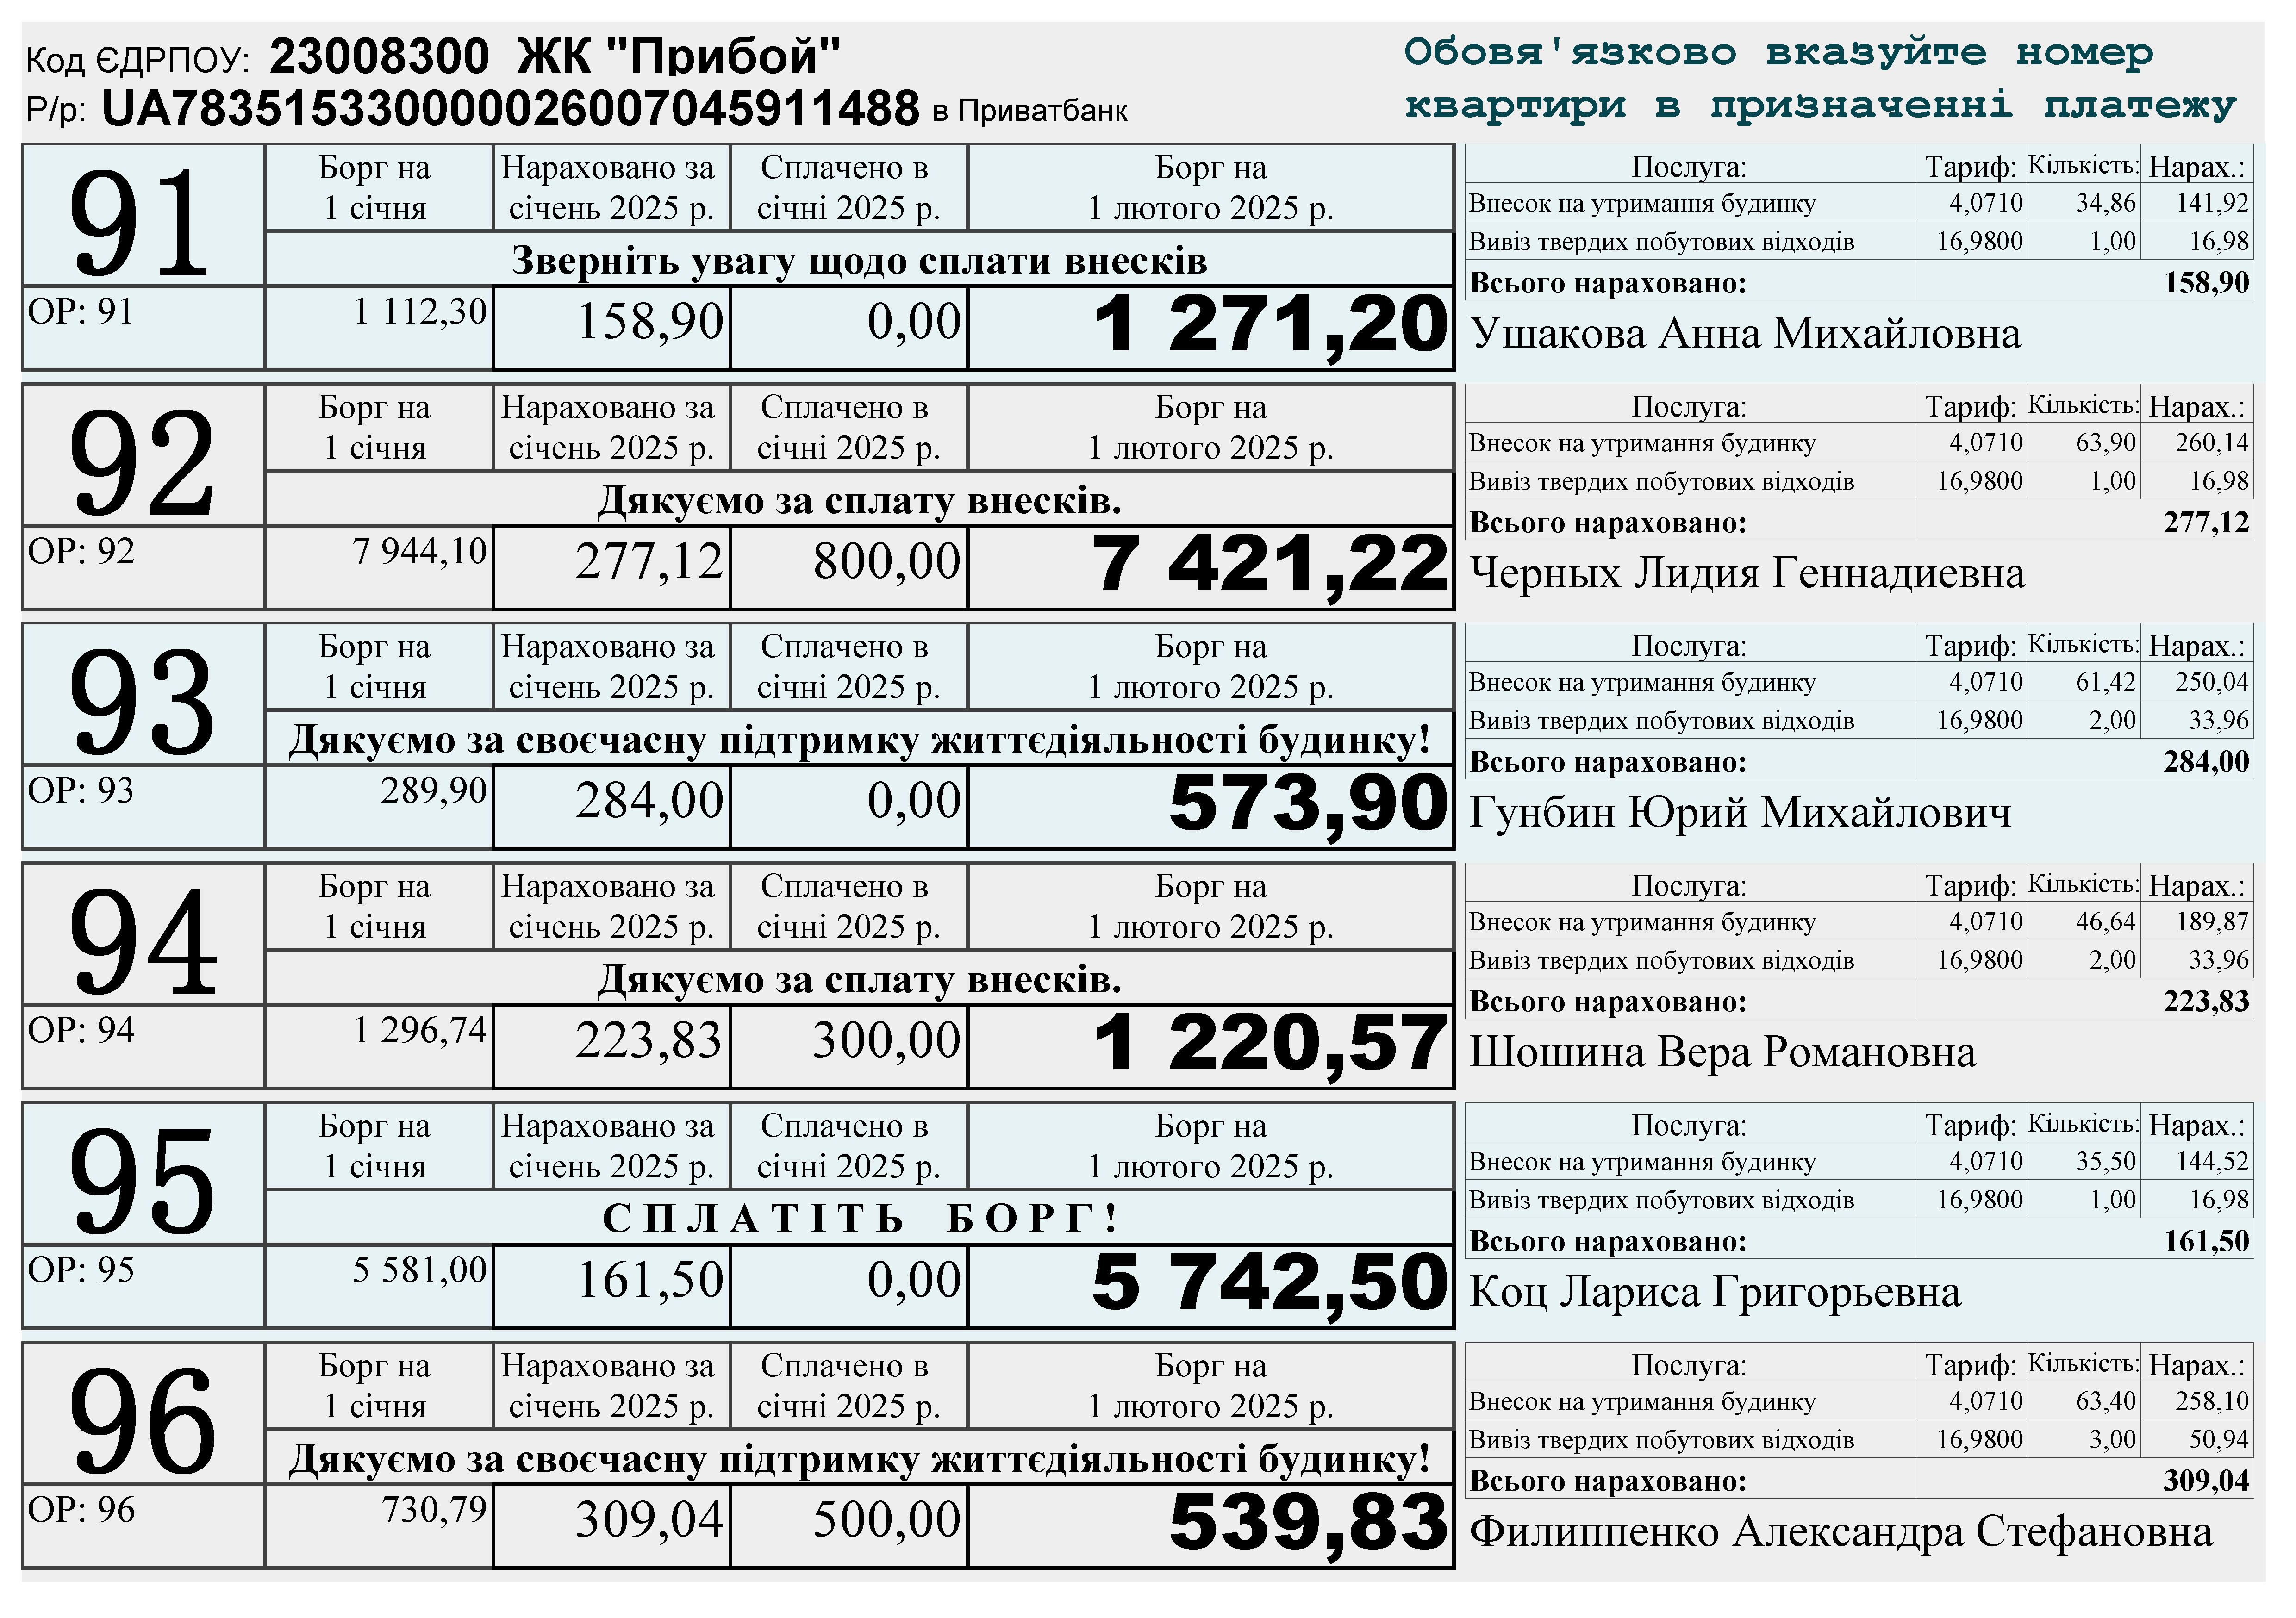 Код ЄДРПОУ: 23008300 ЖК "Прибой"
Р/р: UA783515330000026007045911488 в Приватбанк
Обовя'язково вказуйте номер
квартири в призначенні платежу
91 Борг на 1 січня Нараховано за січень 2025 р. Сплачено в січні 2025 р. Борг на 1 лютого 2025 р.
Зверніть увагу щодо сплати внесків
ОР: 91 1 112,30 158,90 0,00 1 271,20
Послуга: Тариф: Кількість: Нарах.:
Внесок на утримання будинку 4,0710 34,86 141,92
Вивіз твердих побутових відходів 16,9800 1,00 16,98
Всього нараховано: 158,90
Ушакова Анна Михайловна
92 Борг на 1 січня Нараховано за січень 2025 р. Сплачено в січні 2025 р. Борг на 1 лютого 2025 р.
Дякуємо за сплату внесків.
ОР: 92 7 944,10 277,12 800,00 7 421,22
Послуга: Тариф: Кількість: Нарах.:
Внесок на утримання будинку 4,0710 63,90 260,14
Вивіз твердих побутових відходів 16,9800 1,00 16,98
Всього нараховано: 277,12
Черных Лидия Геннадиевна
93 Борг на 1 січня Нараховано за січень 2025 р. Сплачено в січні 2025 р. Борг на 1 лютого 2025 р.
Дякуємо за своєчасну підтримку життєдіяльності будинку!
ОР: 93 289,90 284,00 0,00 573,90
Послуга: Тариф: Кількість: Нарах.:
Внесок на утримання будинку 4,0710 61,42 250,04
Вивіз твердих побутових відходів 16,9800 2,00 33,96
Всього нараховано: 284,00
Гунбин Юрий Михайлович
94 Борг на 1 січня Нараховано за січень 2025 р. Сплачено в січні 2025 р. Борг на 1 лютого 2025 р.
Дякуємо за сплату внесків.
ОР: 94 1 296,74 223,83 300,00 1 220,57
Послуга: Тариф: Кількість: Нарах.:
Внесок на утримання будинку 4,0710 46,64 189,87
Вивіз твердих побутових відходів 16,9800 2,00 33,96
Всього нараховано: 223,83
Шошина Вера Романовна
95 Борг на 1 січня Нараховано за січень 2025 р. Сплачено в січні 2025 р. Борг на 1 лютого 2025 р.
С П Л А Т І Т Ь Б О Р Г !
ОР: 95 5 581,00 161,50 0,00 5 742,50
Послуга: Тариф: Кількість: Нарах.:
Внесок на утримання будинку 4,0710 35,50 144,52
Вивіз твердих побутових відходів 16,9800 1,00 16,98
Всього нараховано: 161,50
Коц Лариса Григорьевна
96 Борг на 1 січня Нараховано за січень 2025 р. Сплачено в січні 2025 р. Борг на 1 лютого 2025 р.
Дякуємо за своєчасну підтримку життєдіяльності будинку!
ОР: 96 730,79 309,04 500,00 539,83
Послуга: Тариф: Кількість: Нарах.:
Внесок на утримання будинку 4,0710 63,40 258,10
Вивіз твердих побутових відходів 16,9800 3,00 50,94
Всього нараховано: 309,04
Филиппенко Александра Стефановна